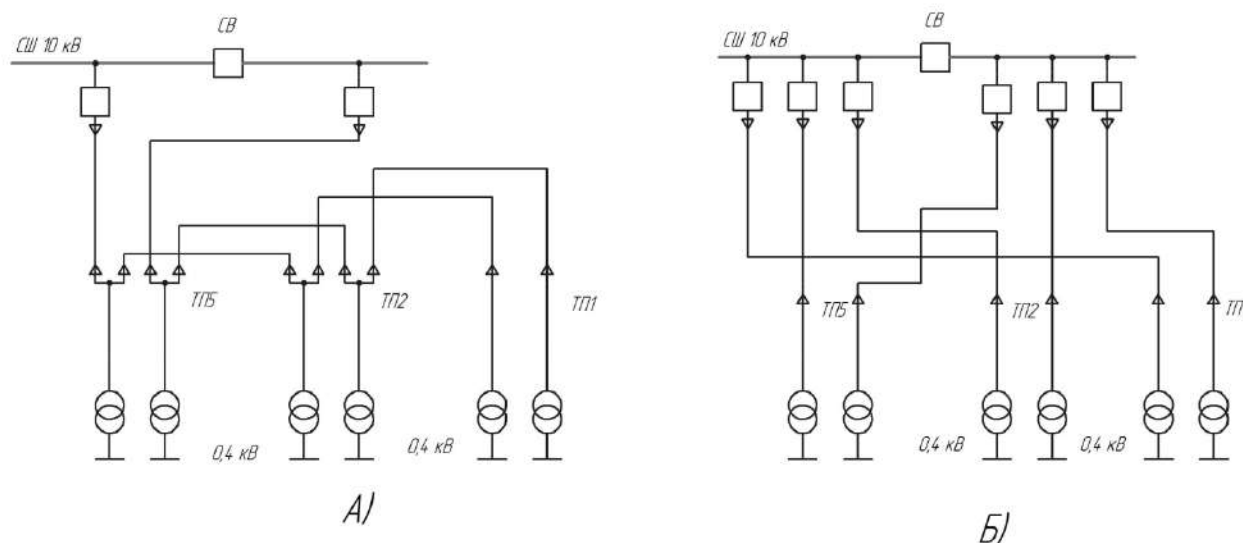 СВ
СШ 10 кВ
ТП5
ТП2
ТП1
0,4 кВ
0,4 кВ
А)
СВ
СШ 10 кВ
ТП5
ТП2
ТП
0,4 кВ
0,4 кВ
Б)